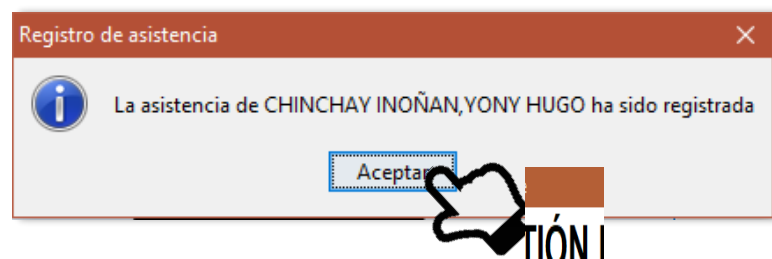 Registro de asistencia
La asistencia de CHINCHAY INOÑAN,YONY HUGO ha sido registrada
Aceptar